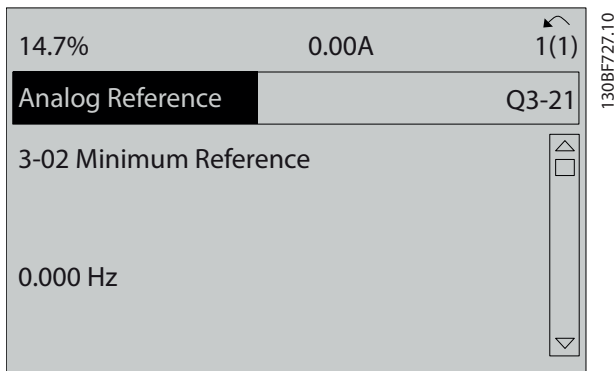 14.7% 0.00A 1(1)
Analog Reference Q3-21
3-02 Minimum Reference
0.000 Hz
130BF727.10